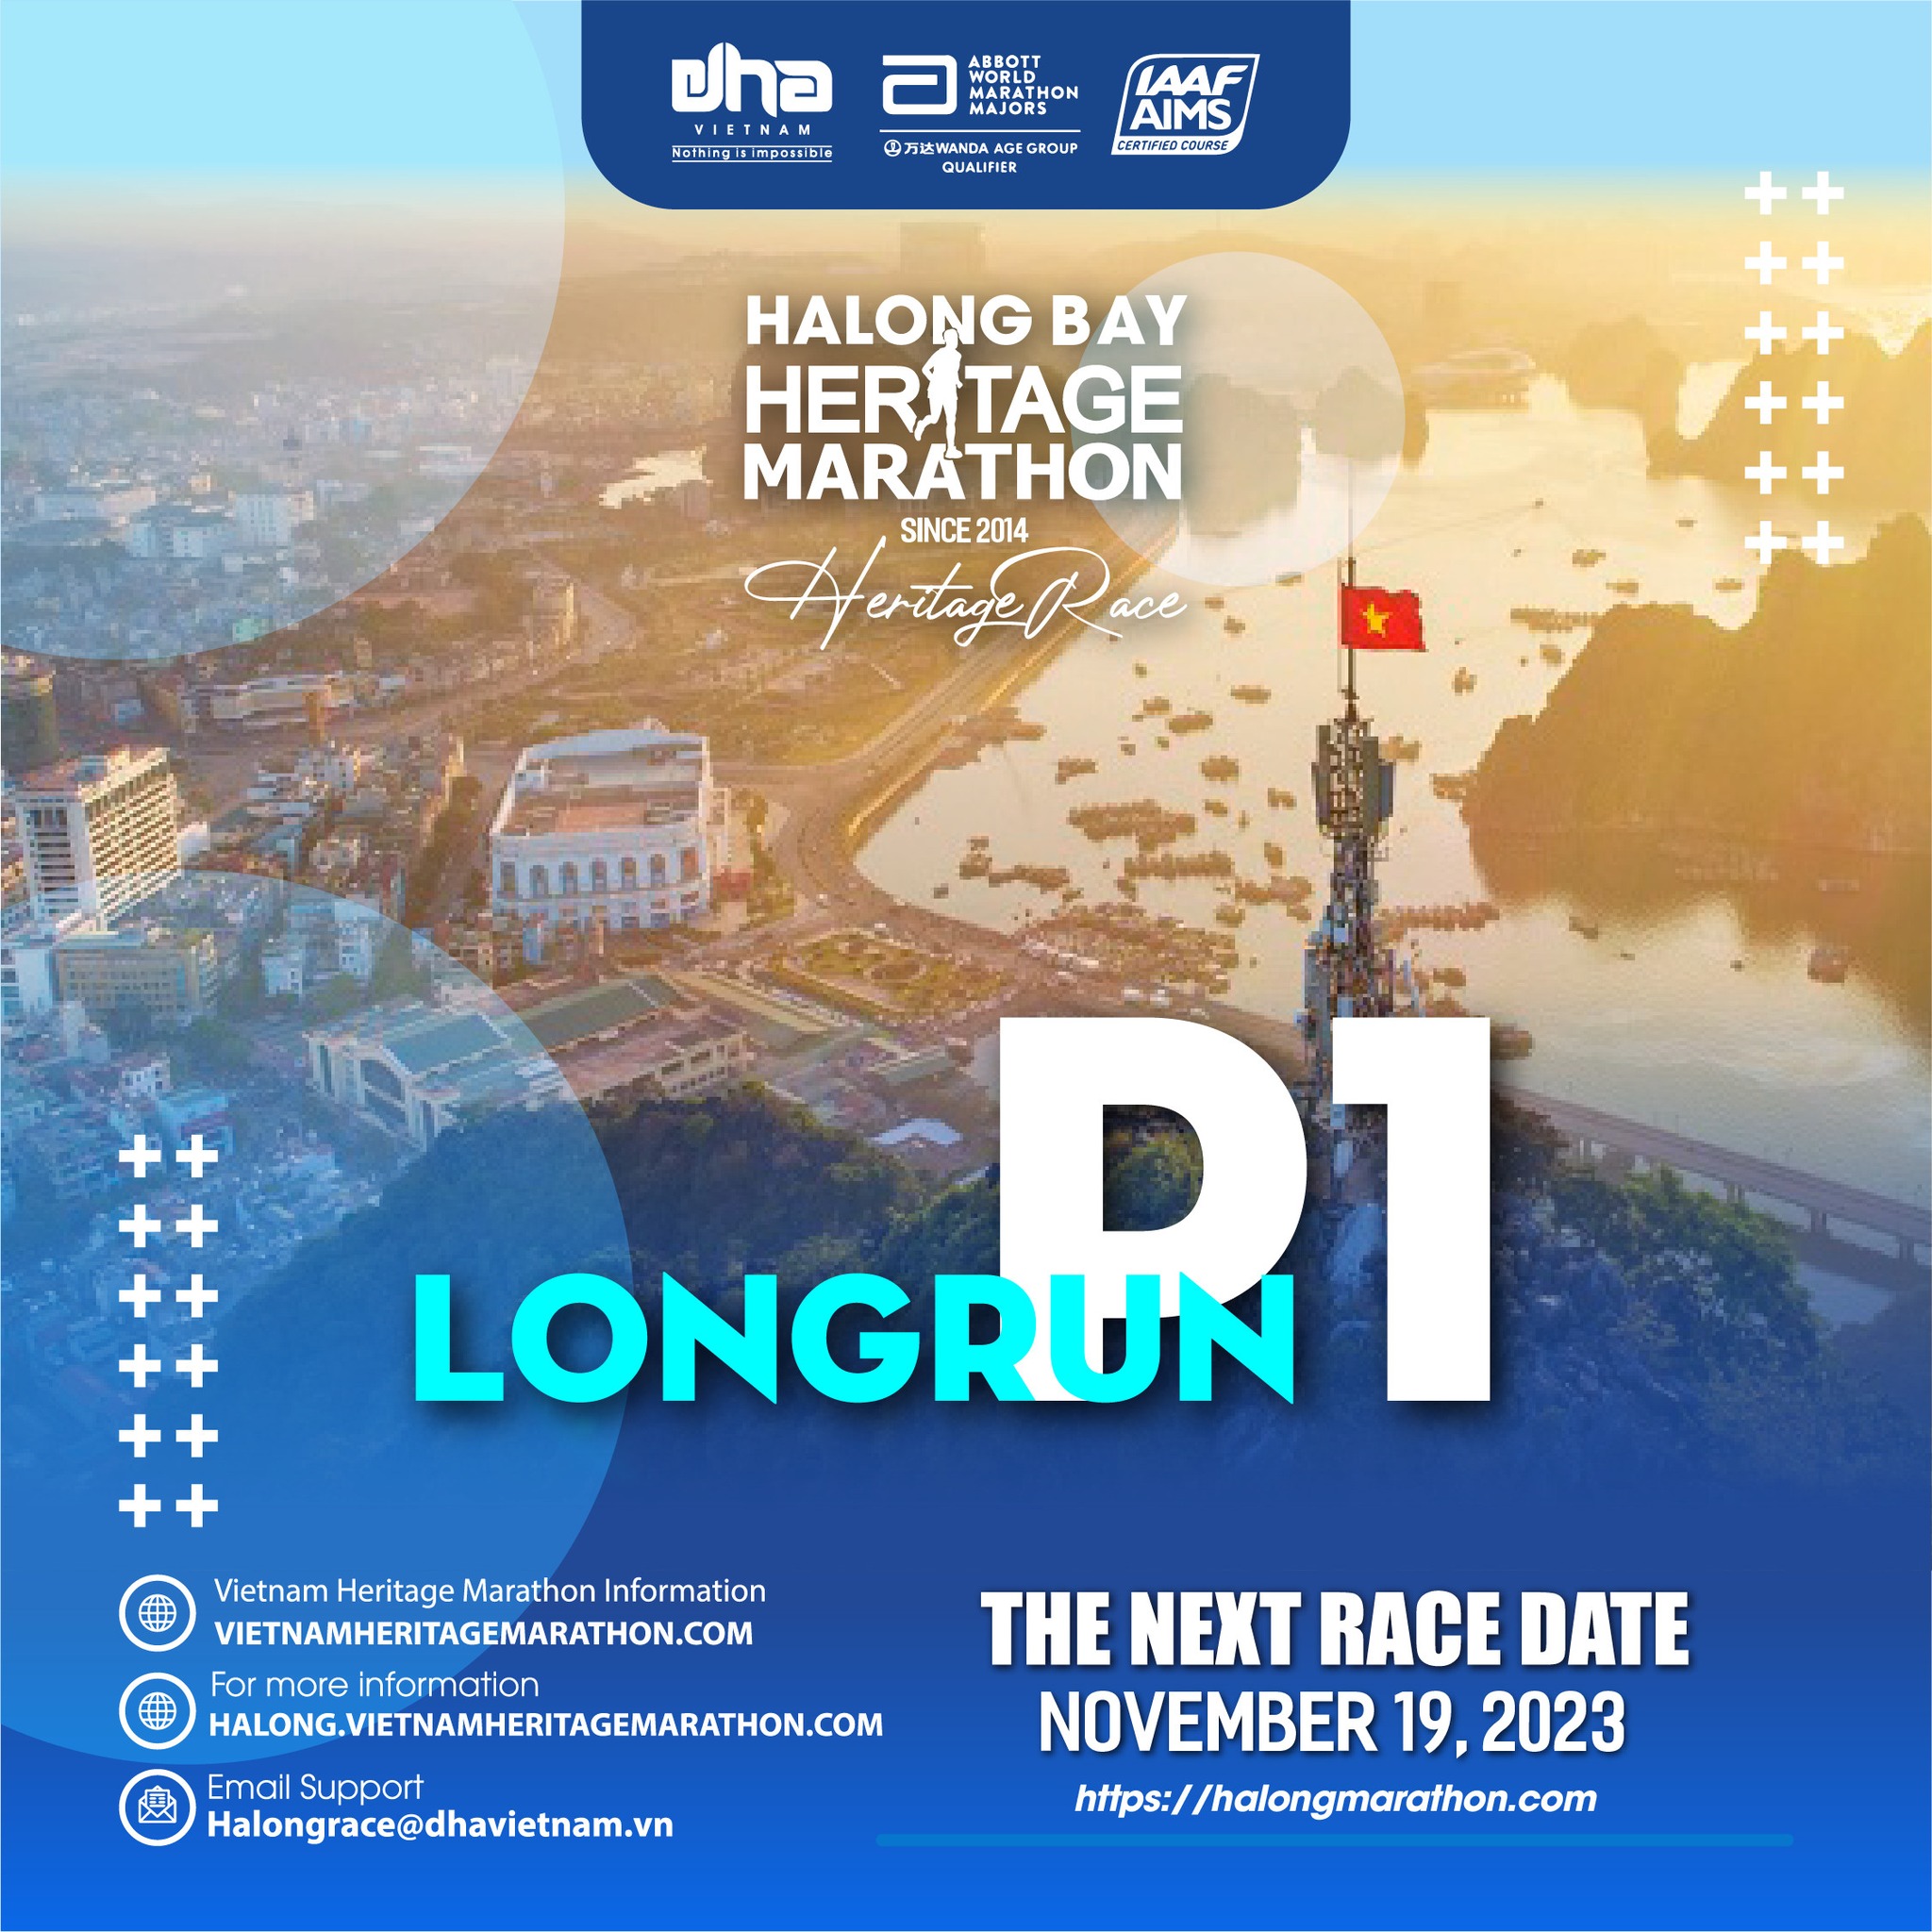 dha
VIETNAM
Nothing is impossible
ABBOTT
WORLD
MARATHON
MAJORS
万达WANDA AGE GROUP
QUALIFIER
IAAF
AIMS
CERTIFIED COURSE
HALONG BAY
HERITAGE
MARATHON
SINCE 2014
Heritage Race
D1
LONGRUN
Vietnam Heritage Marathon Information
VIETNAMHERITAGEMARATHON.COM
For more information
HALONG.VIETNAMHERITAGEMARATHON.COM
Email Support
Halongrace@dhavietnam.vn
THE NEXT RACE DATE
NOVEMBER 19, 2023
https://halongmarathon.com